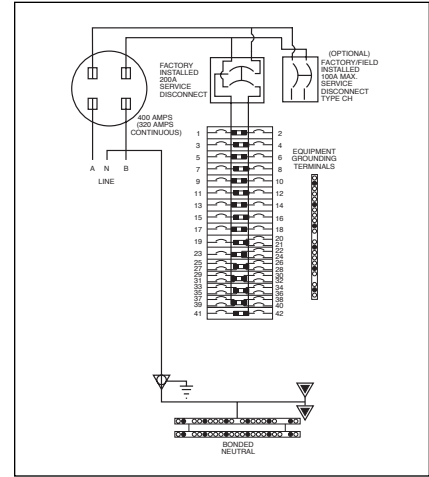 (OPTIONAL)
FACTORY/FIELD
INSTALLED
100A MAX.
SERVICE
DISCONNECT
TYPE CH
FACTORY
INSTALLED
200A
SERVICE
DISCONNECT
400 AMPS
(320 AMPS
CONTINUOUS)
A N B
LINE
EQUIPMENT
GROUNDING
TERMINALS
1 2
3 4
5 6
7 8
9 10
11 12
13 14
15 16
17 18
19 20
21
22
23 24
25 26
27 28
29 30
31 32
33 34
35 36
37 38
39 40
41 42
BONDED
NEUTRAL